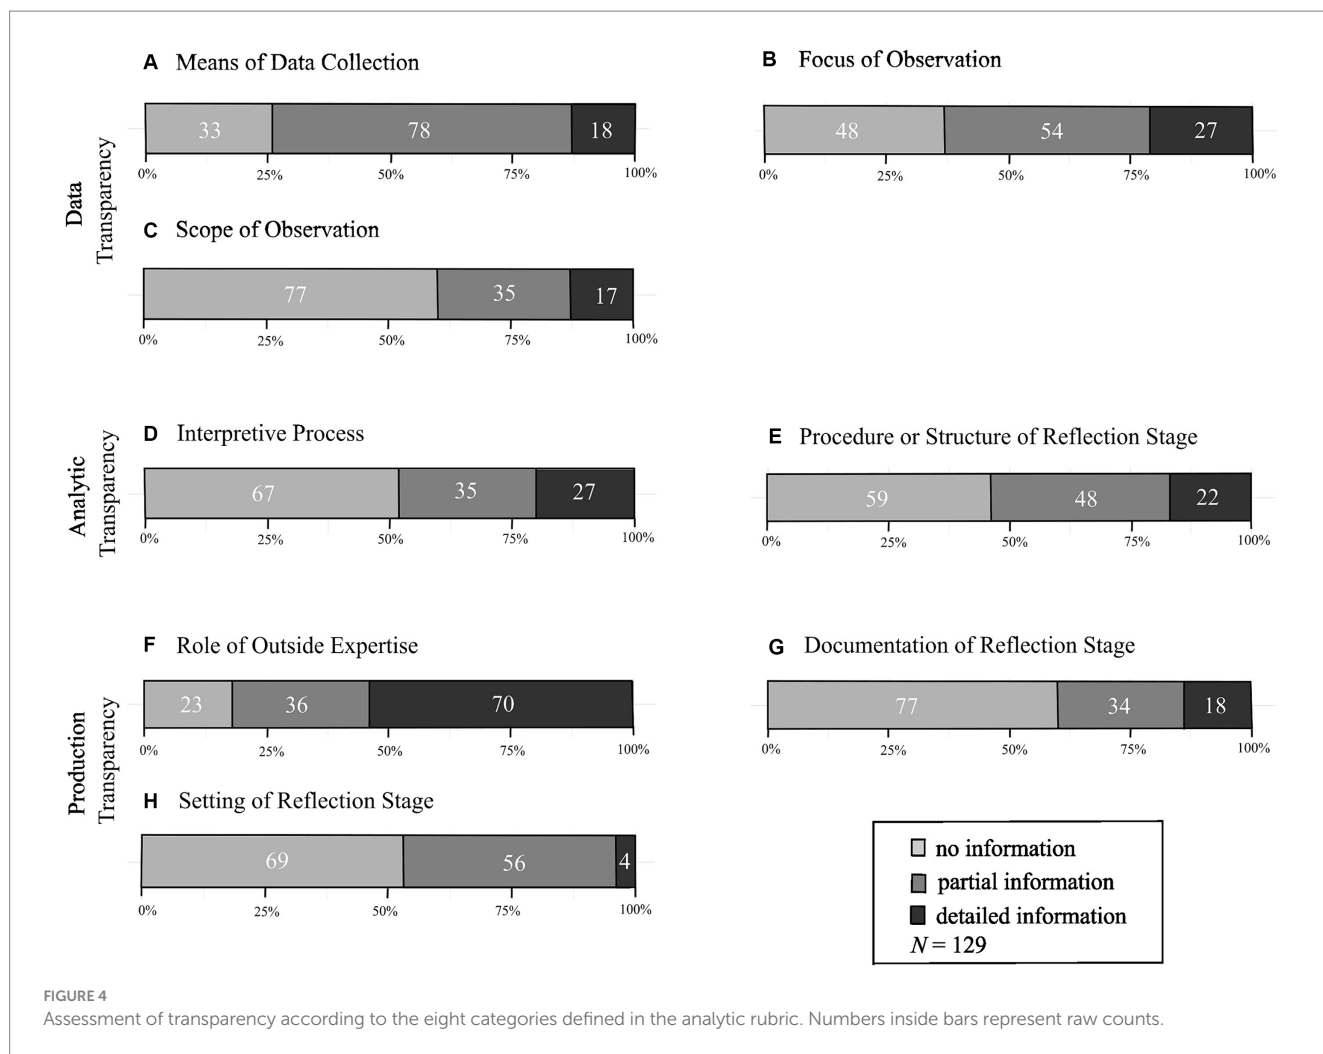 A Means of Data Collection
33 78 18
0% 25% 50% 75% 100%
B Focus of Observation
48 54 27
0% 25% 50% 75% 100%
Data
Transparency
C Scope of Observation
77 35 17
0% 25% 50% 75% 100%
D Interpretive Process
67 35 27
0% 25% 50% 75% 100%
E Procedure or Structure of Reflection Stage
59 48 22
0% 25% 50% 75% 100%
Analytic
Transparency
F Role of Outside Expertise
23 36 70
0% 25% 50% 75% 100%
G Documentation of Reflection Stage
77 34 18
0% 25% 50% 75% 100%
Production
Transparency
H Setting of Reflection Stage
69 56 4
0% 25% 50% 75% 100%
no information
partial information
detailed information
N = 129
FIGURE 4
Assessment of transparency according to the eight categories defined in the analytic rubric. Numbers inside bars represent raw counts.